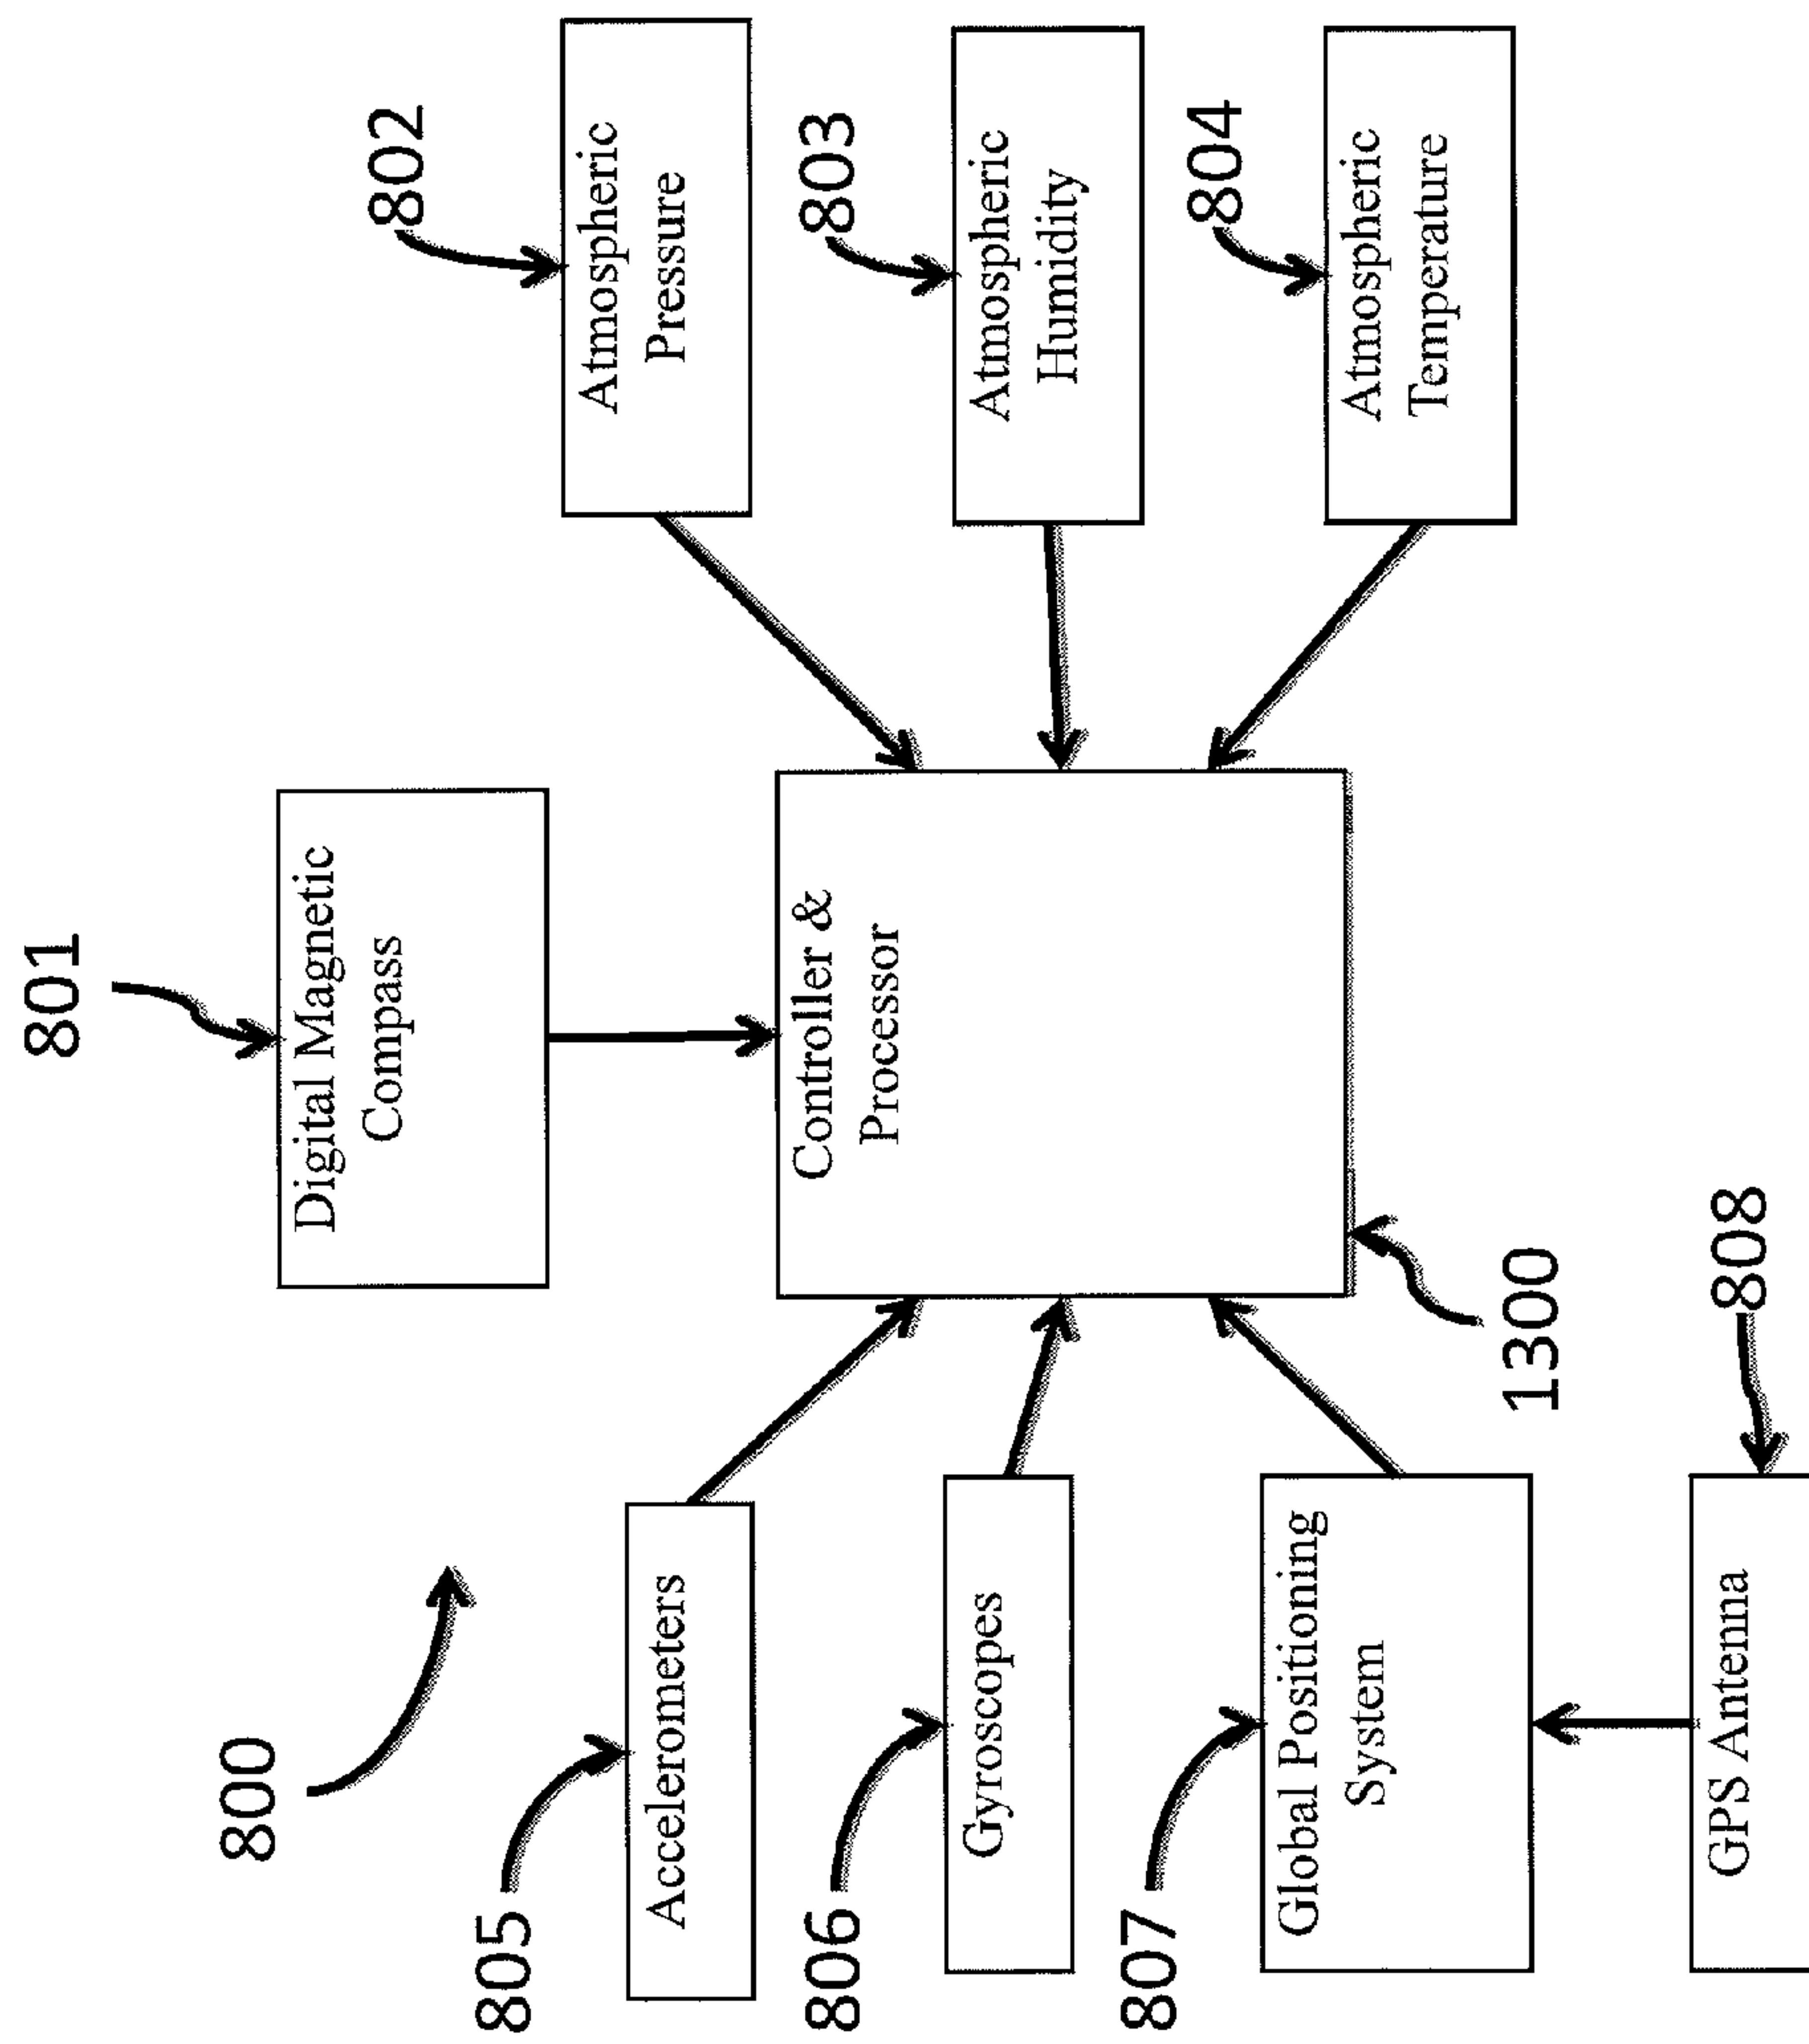 801
Digital Magnetic
Compass
800
805
Accelerometers
802
Atmospheric
Pressure
Controller &
Processor
806
Gyroscopes
803
Atmospheric
Humidity
807
Global Positioning
System
804
Atmospheric
Temperature
1300
808
GPS Antenna